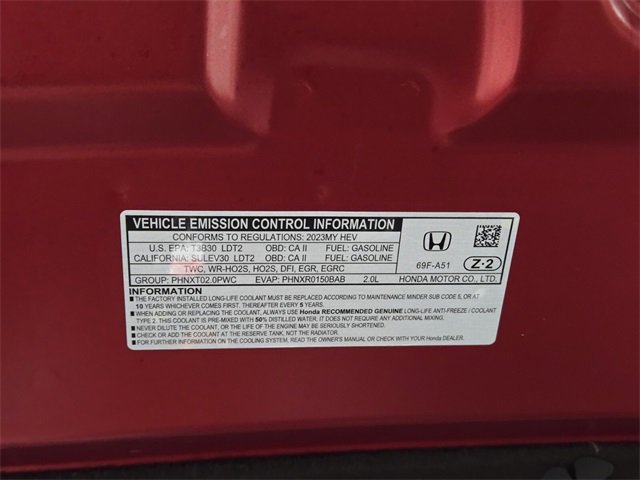 VEHICLE EMISSION CONTROL INFORMATION
CONFORMS TO REGULATIONS: 2023MY HEV
U.S. EPA: T3B30 LDT2 OBD: CA II FUEL: GASOLINE
CALIFORNIA: SULEV30 LDT2 OBD: CA II FUEL: GASOLINE
TWC, WR-HO2S, HO2S, DFI, EGR, EGRC
GROUP: PHNXT02.0PWC EVAP: PHNXR0150BAB 2.0L
69F-A51
Z-2
HONDA MOTOR CO., LTD.
INFORMATION
■ THE FACTORY INSTALLED LONG-LIFE COOLANT MUST BE REPLACED ACCORDING TO MAINTENANCE MINDER SUB CODE 5, OR AT
10 YEARS WHICHEVER COMES FIRST. THEREAFTER, REPLACE EVERY 5 YEARS.
■ WHEN ADDING OR REPLACING THE COOLANT, ALWAYS USE Honda RECOMMENDED GENUINE LONG-LIFE ANTI-FREEZE / COOLANT
TYPE 2. THIS COOLANT IS PRE-MIXED WITH 50% DISTILLED WATER. IT DOES NOT REQUIRE ANY ADDITIONAL MIXING.
■ NEVER DILUTE THE COOLANT, OR THE LIFE OF THE ENGINE MAY BE SERIOUSLY SHORTENED.
■ CHECK OR ADD THE COOLANT AT THE RESERVE TANK, NOT THE RADIATOR.
■ FOR FURTHER INFORMATION ON THE COOLING SYSTEM, READ THE OWNER'S MANUAL OR CHECK WITH YOUR Honda DEALER.